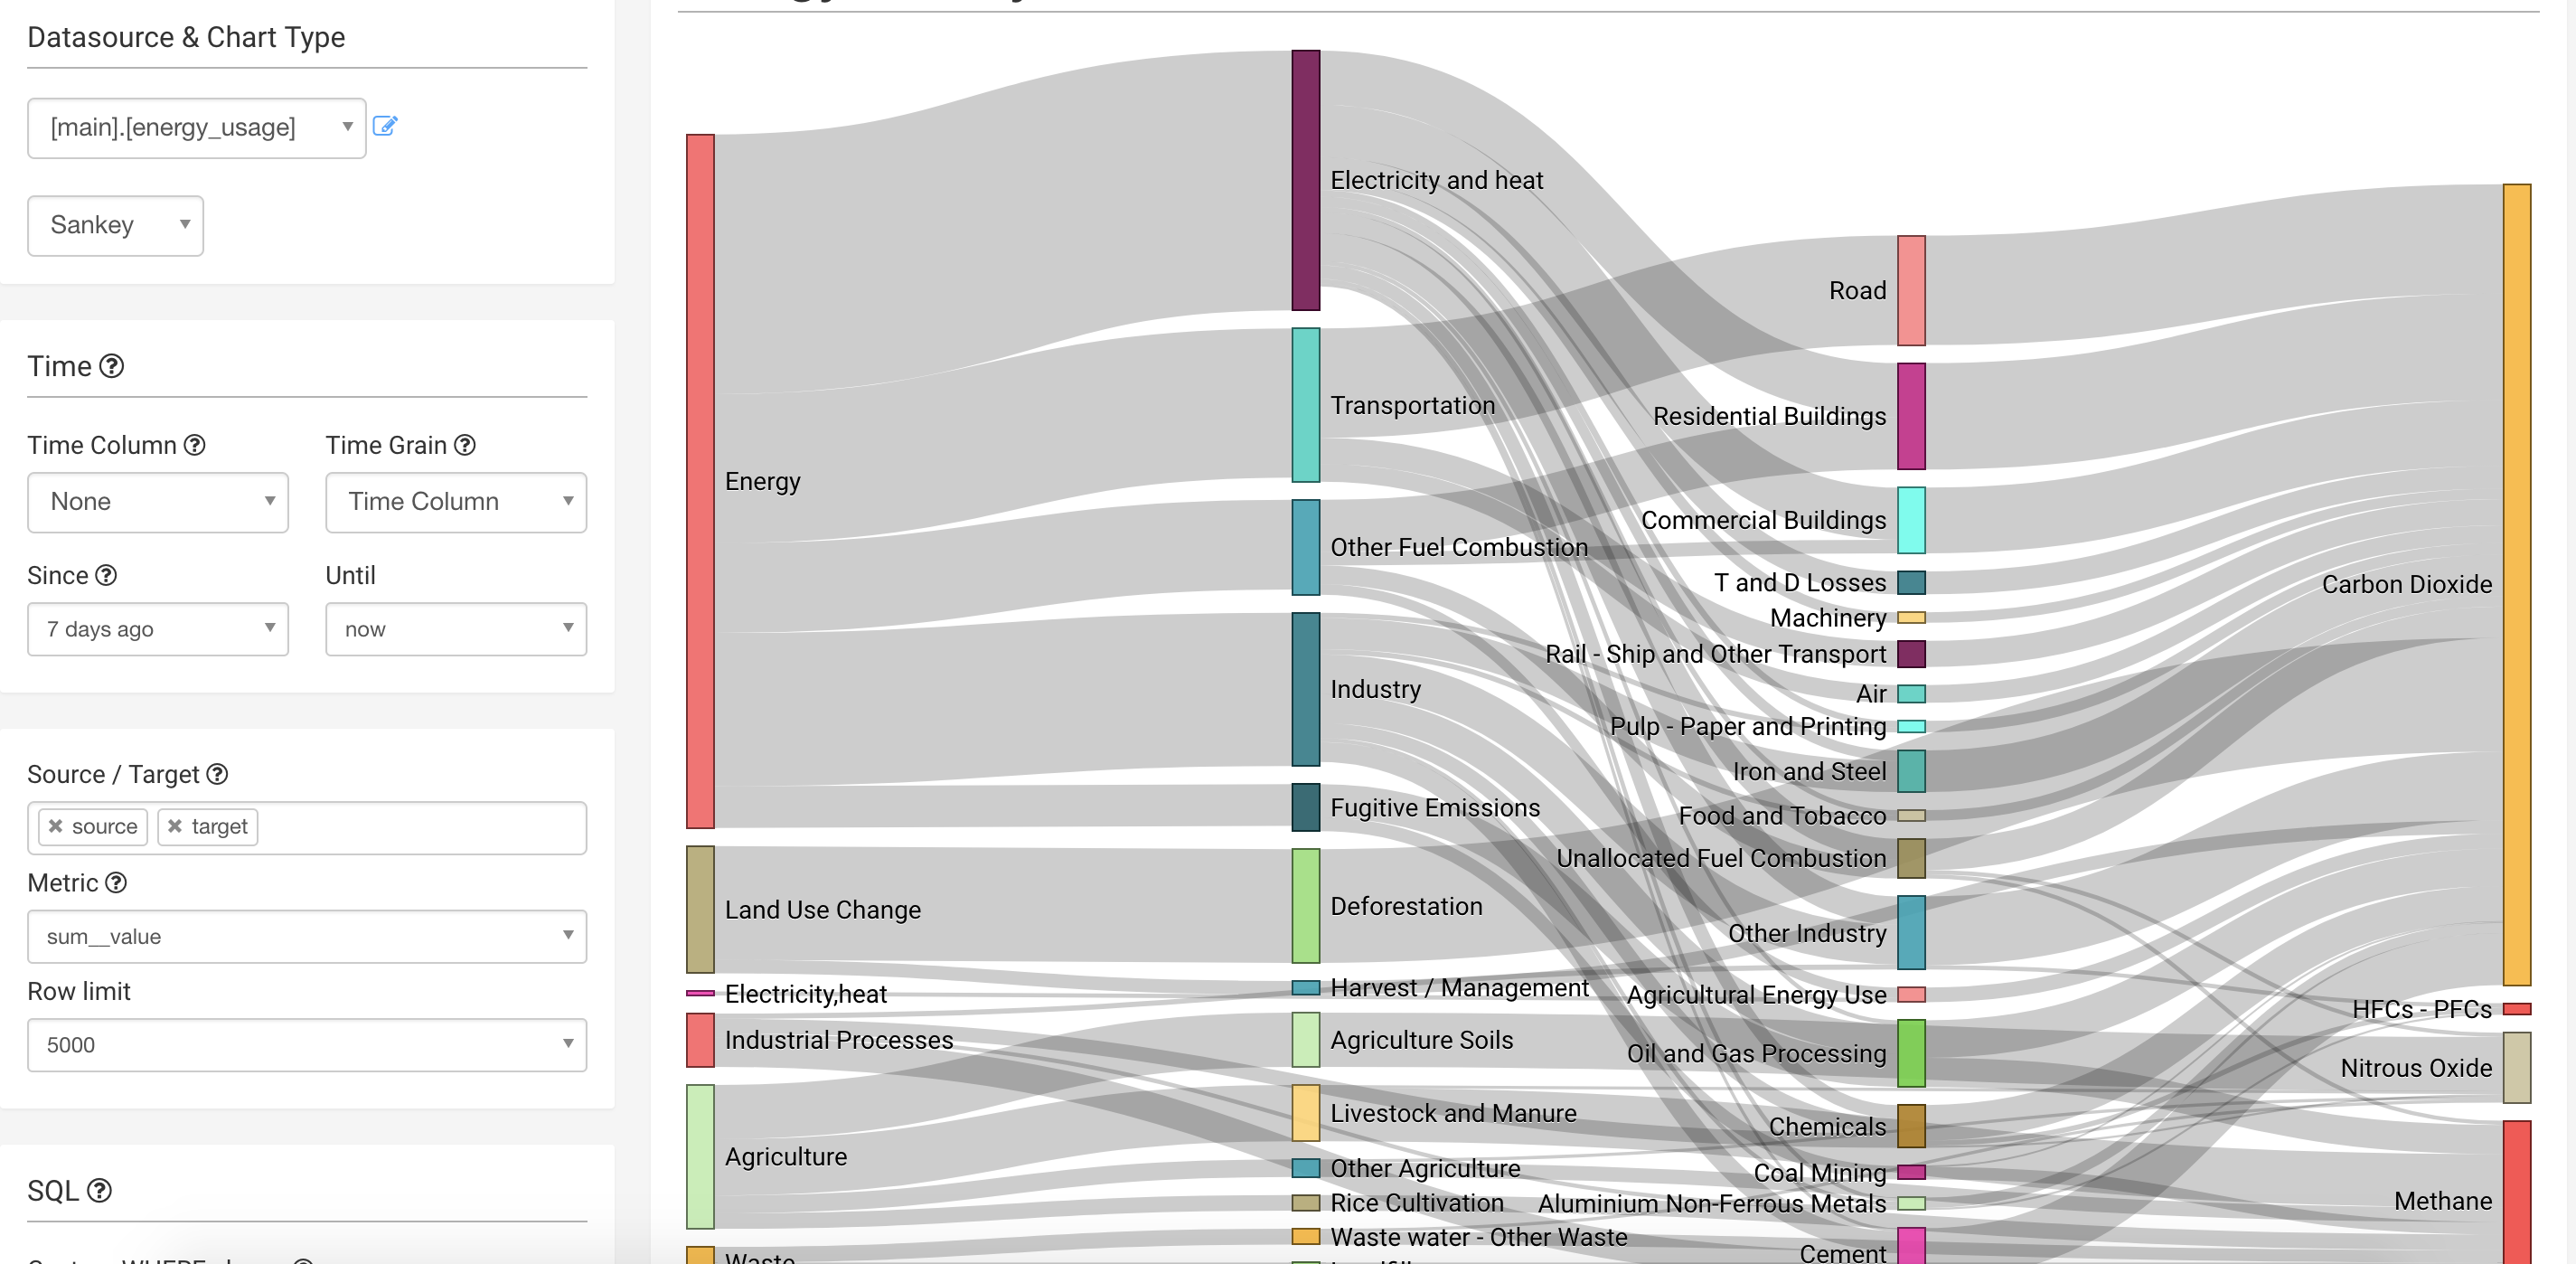 Datasource & Chart Type
[main].[energy_usage]
Sankey
Time
Time Column
Time Grain
None
Time Column
Since
Until
7 days ago
now
Source / Target
source
target
Metric
sum__value
Row limit
5000
SQL
Energy
Land Use Change
Electricity,heat
Industrial Processes
Agriculture
Waste
Electricity and heat
Transportation
Other Fuel Combustion
Industry
Fugitive Emissions
Deforestation
Harvest / Management
Agriculture Soils
Livestock and Manure
Other Agriculture
Rice Cultivation
Waste water - Other Waste
Road
Residential Buildings
Commercial Buildings
T and D Losses
Machinery
Rail - Ship and Other Transport
Air
Pulp - Paper and Printing
Iron and Steel
Food and Tobacco
Unallocated Fuel Combustion
Other Industry
Agricultural Energy Use
Oil and Gas Processing
Chemicals
Coal Mining
Aluminium Non-Ferrous Metals
Cement
Carbon Dioxide
HFCs - PFCs
Nitrous Oxide
Methane